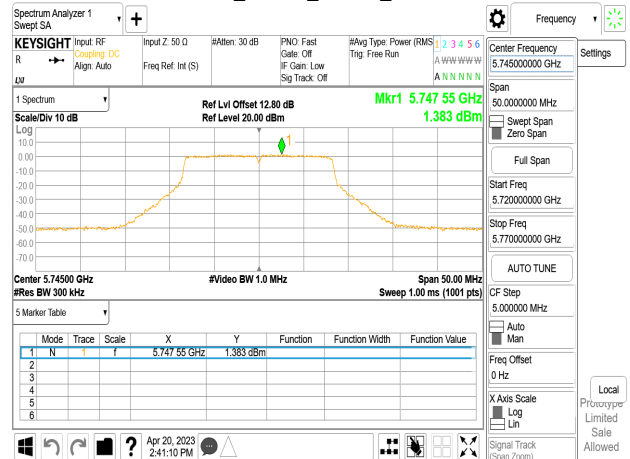 Spectrum Analyzer 1
Swept SA
Frequency
KEYSIGHT Input: RF Input Z: 50 Ω #Atten: 30 dB PNO: Fast #Avg Type: Power (RMS 1 2 3 4 5 6
R Coupling: DC Gate: Off Trig: Free Run
Align: Auto Freq Ref: Int (S) IF Gain: Low A W W W W W
Sig Track: Off A N N N N N
Center Frequency
5.745000000 GHz
Settings
Span
50.0000000 MHz
Swept Span
Zero Span
Full Span
Start Freq
5.720000000 GHz
Stop Freq
5.770000000 GHz
AUTO TUNE
CF Step
5.000000 MHz
Auto
Man
Freq Offset
0 Hz
X Axis Scale
Log
Lin
Signal Track
(Span Zoom)
Local
Prototype
Limited
Sale
Allowed
1 Spectrum
Scale/Div 10 dB
Ref Lvl Offset 12.80 dB
Ref Level 20.00 dBm
Mkr1 5.747 55 GHz
1.383 dBm
Log
1
10.0
0.00
-10.0
-20.0
-30.0
-40.0
-50.0
-60.0
-70.0
Center 5.74500 GHz #Video BW 1.0 MHz Span 50.00 MHz
#Res BW 300 kHz Sweep 1.00 ms (1001 pts)
5 Marker Table
Mode Trace Scale X Y Function Function Width Function Value
1 N 1 f 5.747 55 GHz 1.383 dBm
2
3
4
5
6
? Apr 20, 2023
2:41:10 PM